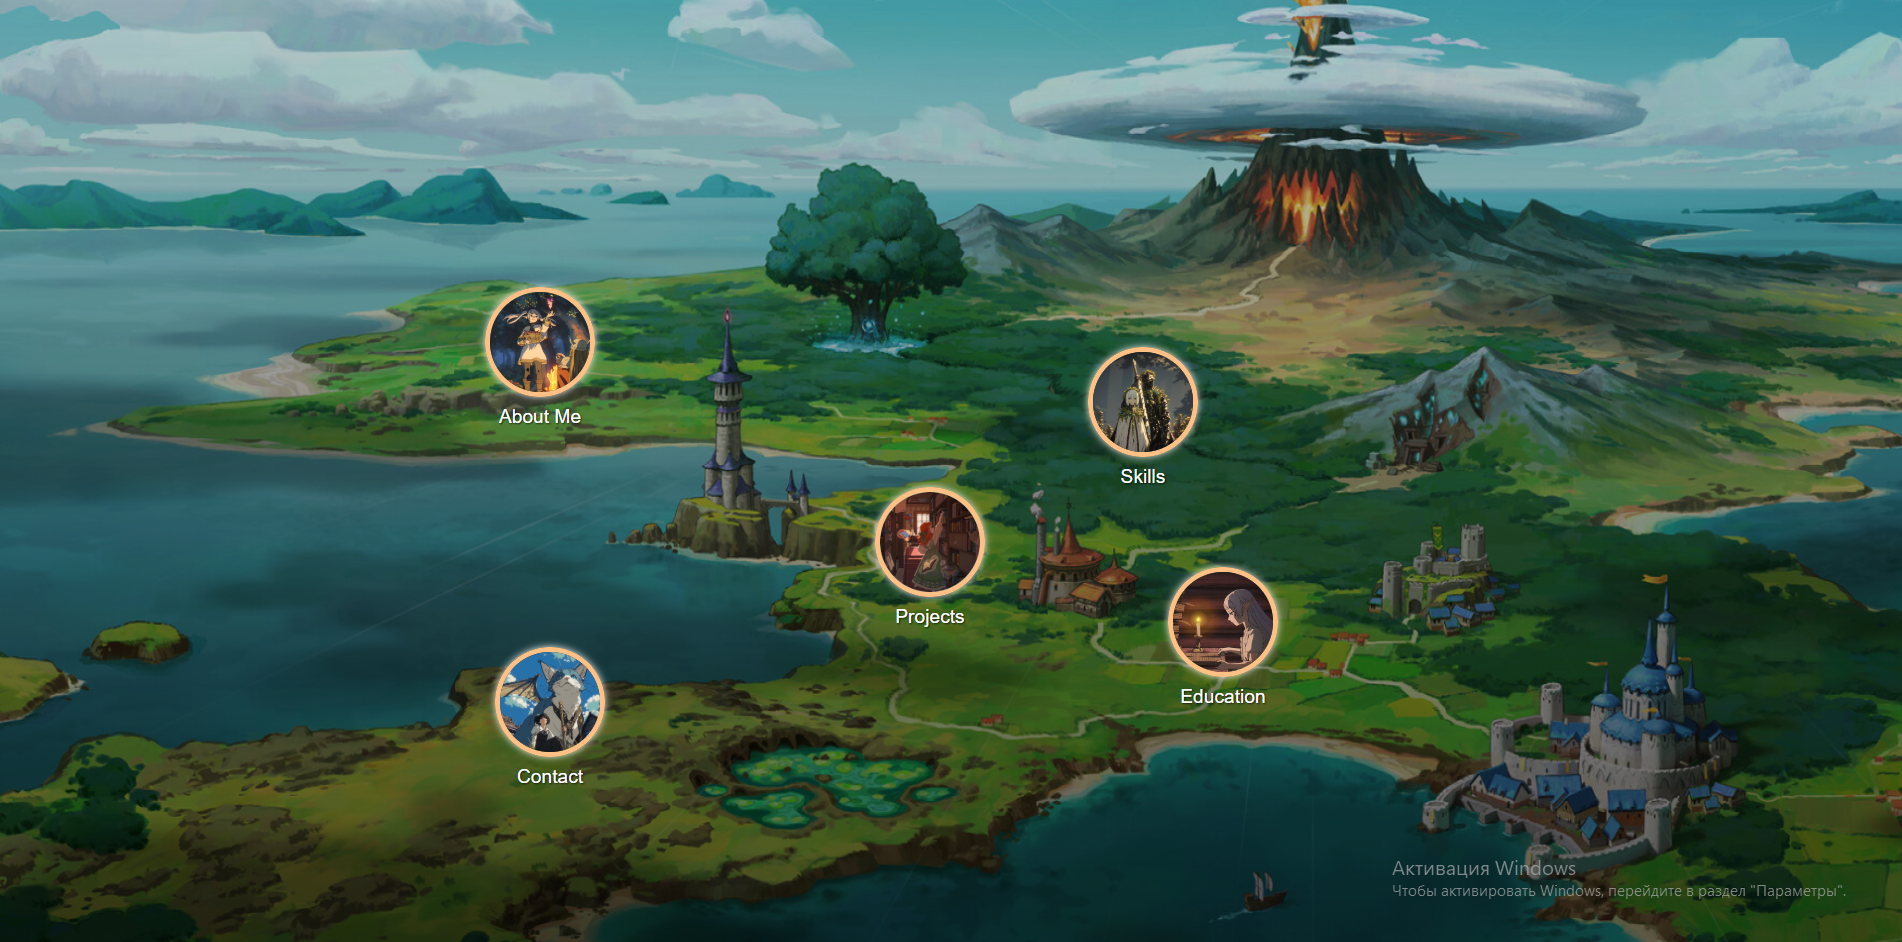 About Me
Skills
Projects
Education
Contact
Активация Windows
Чтобы активировать Windows, перейдите в раздел "Параметры".